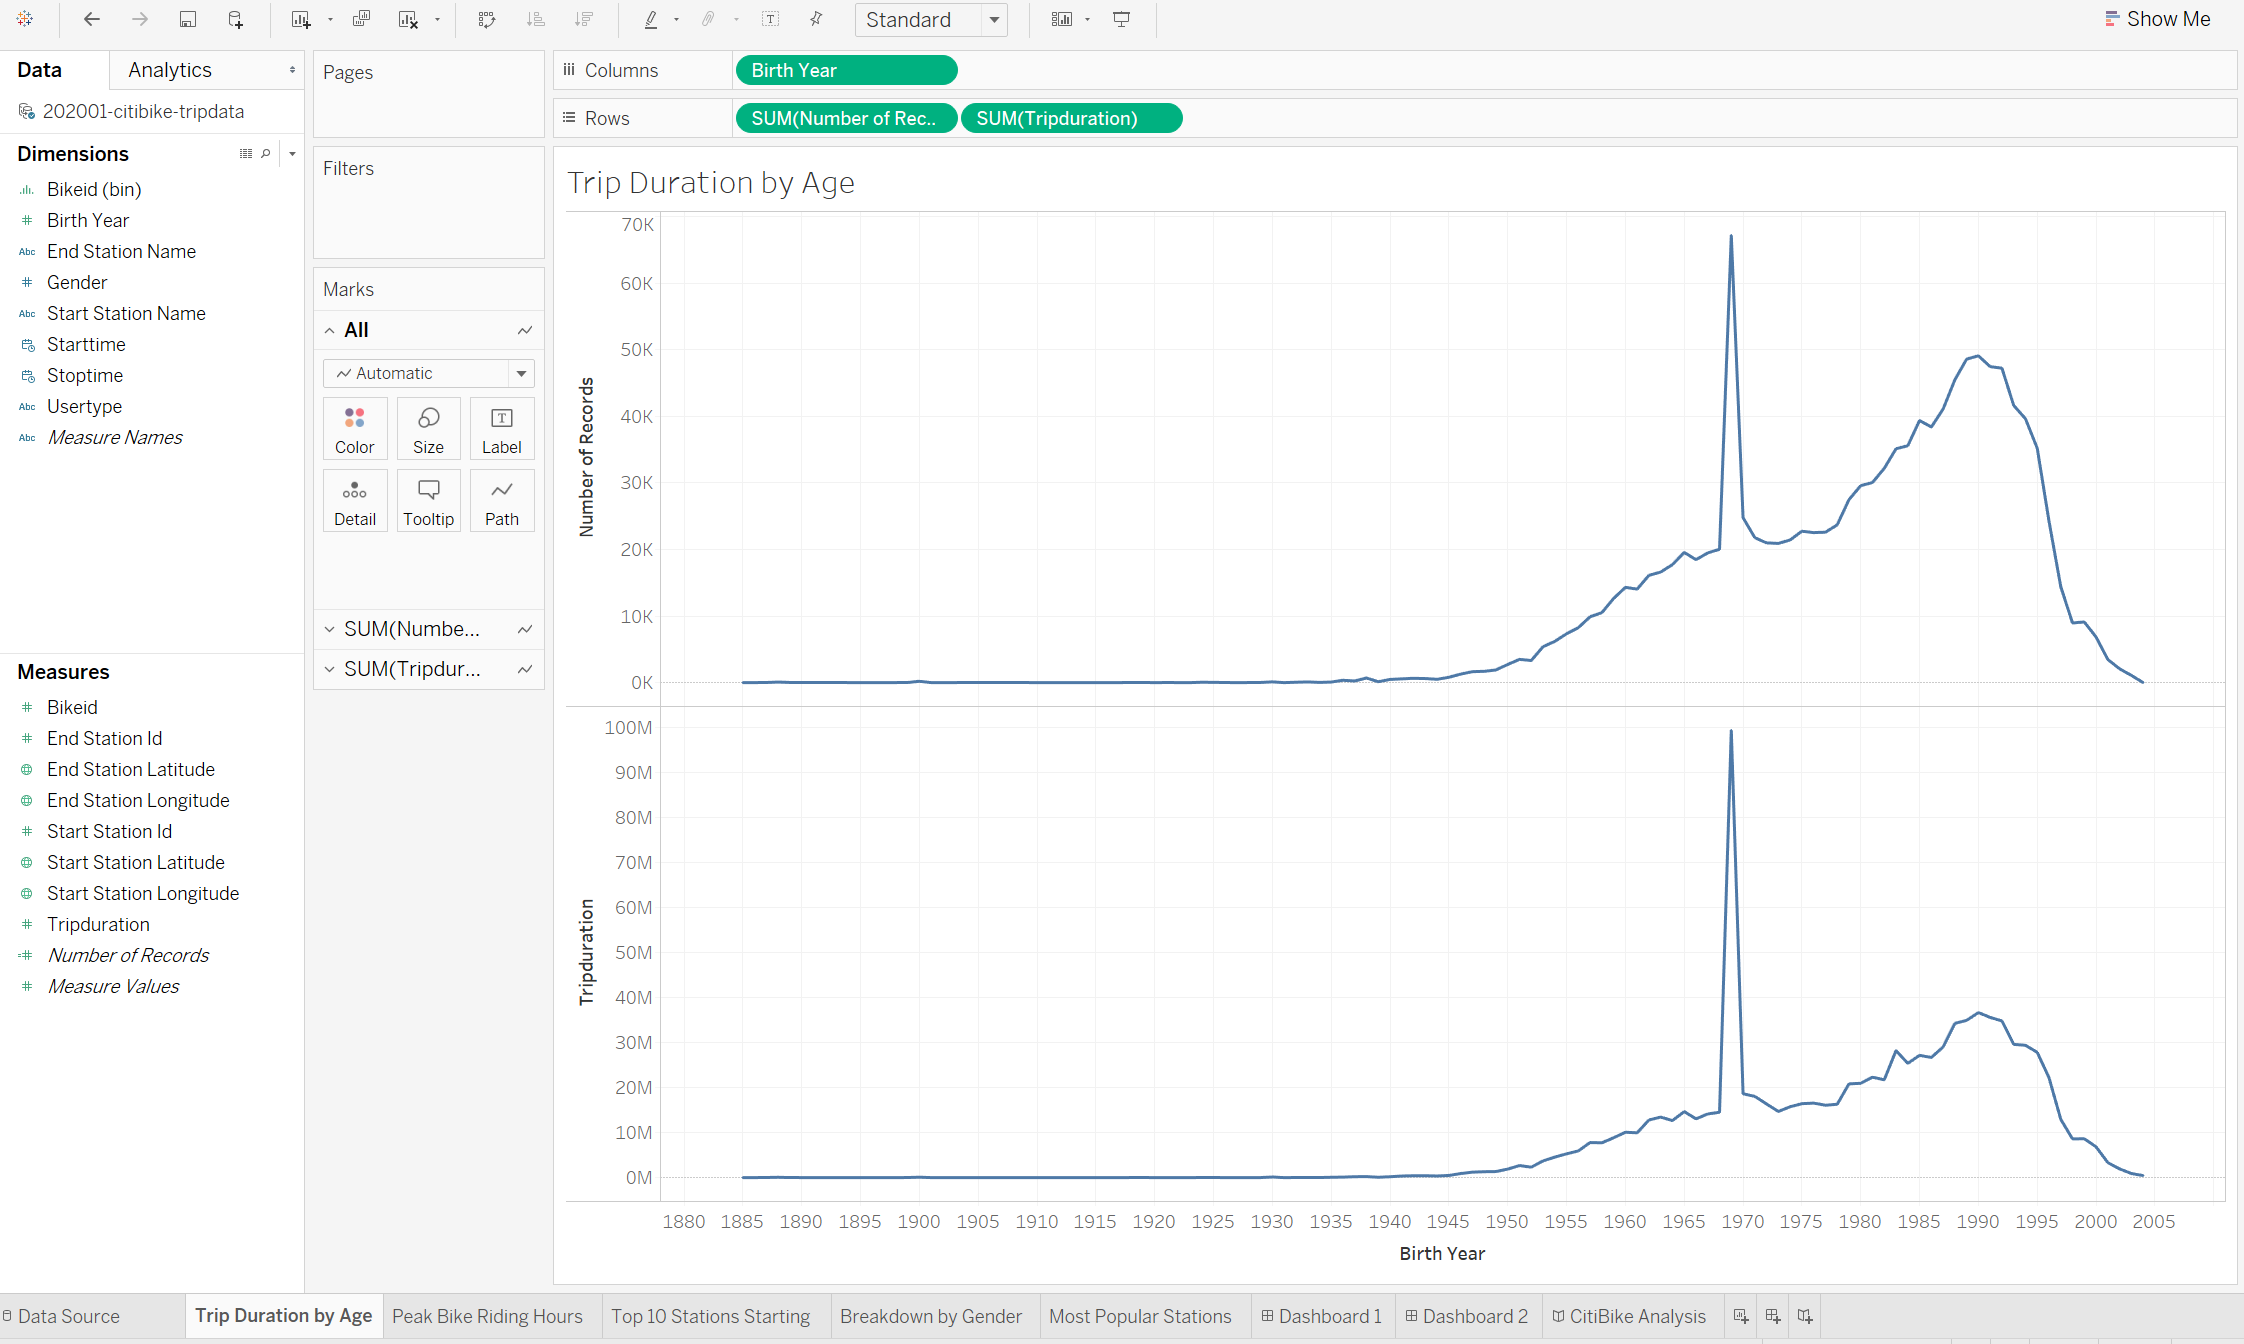 Standard
Show Me
Data
Analytics
202001-citibike-tripdata
Dimensions
Bikeid (bin)
Birth Year
Abc End Station Name
Gender
Abc Start Station Name
Starttime
Stoptime
Abc Usertype
Abc Measure Names
Measures
Bikeid
End Station Id
End Station Latitude
End Station Longitude
Start Station Id
Start Station Latitude
Start Station Longitude
Tripduration
Number of Records
Measure Values
Pages
Filters
Marks
All
Automatic
Color
Size
Label
Detail
Tooltip
Path
SUM(Numbe...
SUM(Tripdur...
Columns
Birth Year
Rows
SUM(Number of Rec..
SUM(Tripduration)
Trip Duration by Age
70K
60K
50K
40K
30K
20K
10K
0K
Number of Records
100M
90M
80M
70M
60M
50M
40M
30M
20M
10M
0M
Tripduration
1880 1885 1890 1895 1900 1905 1910 1915 1920 1925 1930 1935 1940 1945 1950 1955 1960 1965 1970 1975 1980 1985 1990 1995 2000 2005
Birth Year
Data Source
Trip Duration by Age
Peak Bike Riding Hours
Top 10 Stations Starting
Breakdown by Gender
Most Popular Stations
Dashboard 1
Dashboard 2
CitiBike Analysis